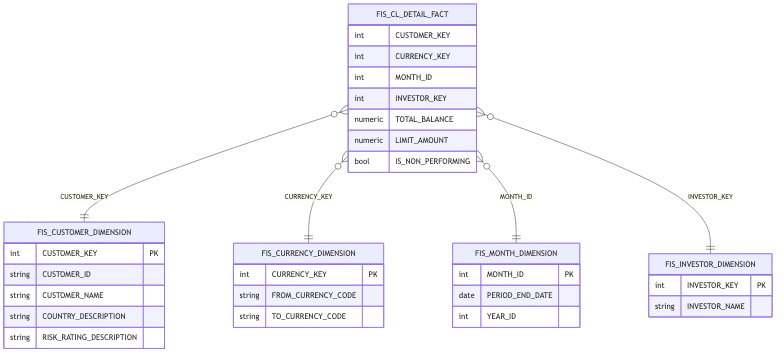 FIS_CL_DETAIL_FACT
int CUSTOMER_KEY
int CURRENCY_KEY
int MONTH_ID
int INVESTOR_KEY
numeric TOTAL_BALANCE
numeric LIMIT_AMOUNT
bool IS_NON_PERFORMING
CUSTOMER_KEY
CURRENCY_KEY
MONTH_ID
INVESTOR_KEY
FIS_CUSTOMER_DIMENSION
int CUSTOMER_KEY PK
string CUSTOMER_ID
string CUSTOMER_NAME
string COUNTRY_DESCRIPTION
string RISK_RATING_DESCRIPTION
FIS_CURRENCY_DIMENSION
int CURRENCY_KEY PK
string FROM_CURRENCY_CODE
string TO_CURRENCY_CODE
FIS_MONTH_DIMENSION
int MONTH_ID PK
date PERIOD_END_DATE
int YEAR_ID
FIS_INVESTOR_DIMENSION
int INVESTOR_KEY PK
string INVESTOR_NAME